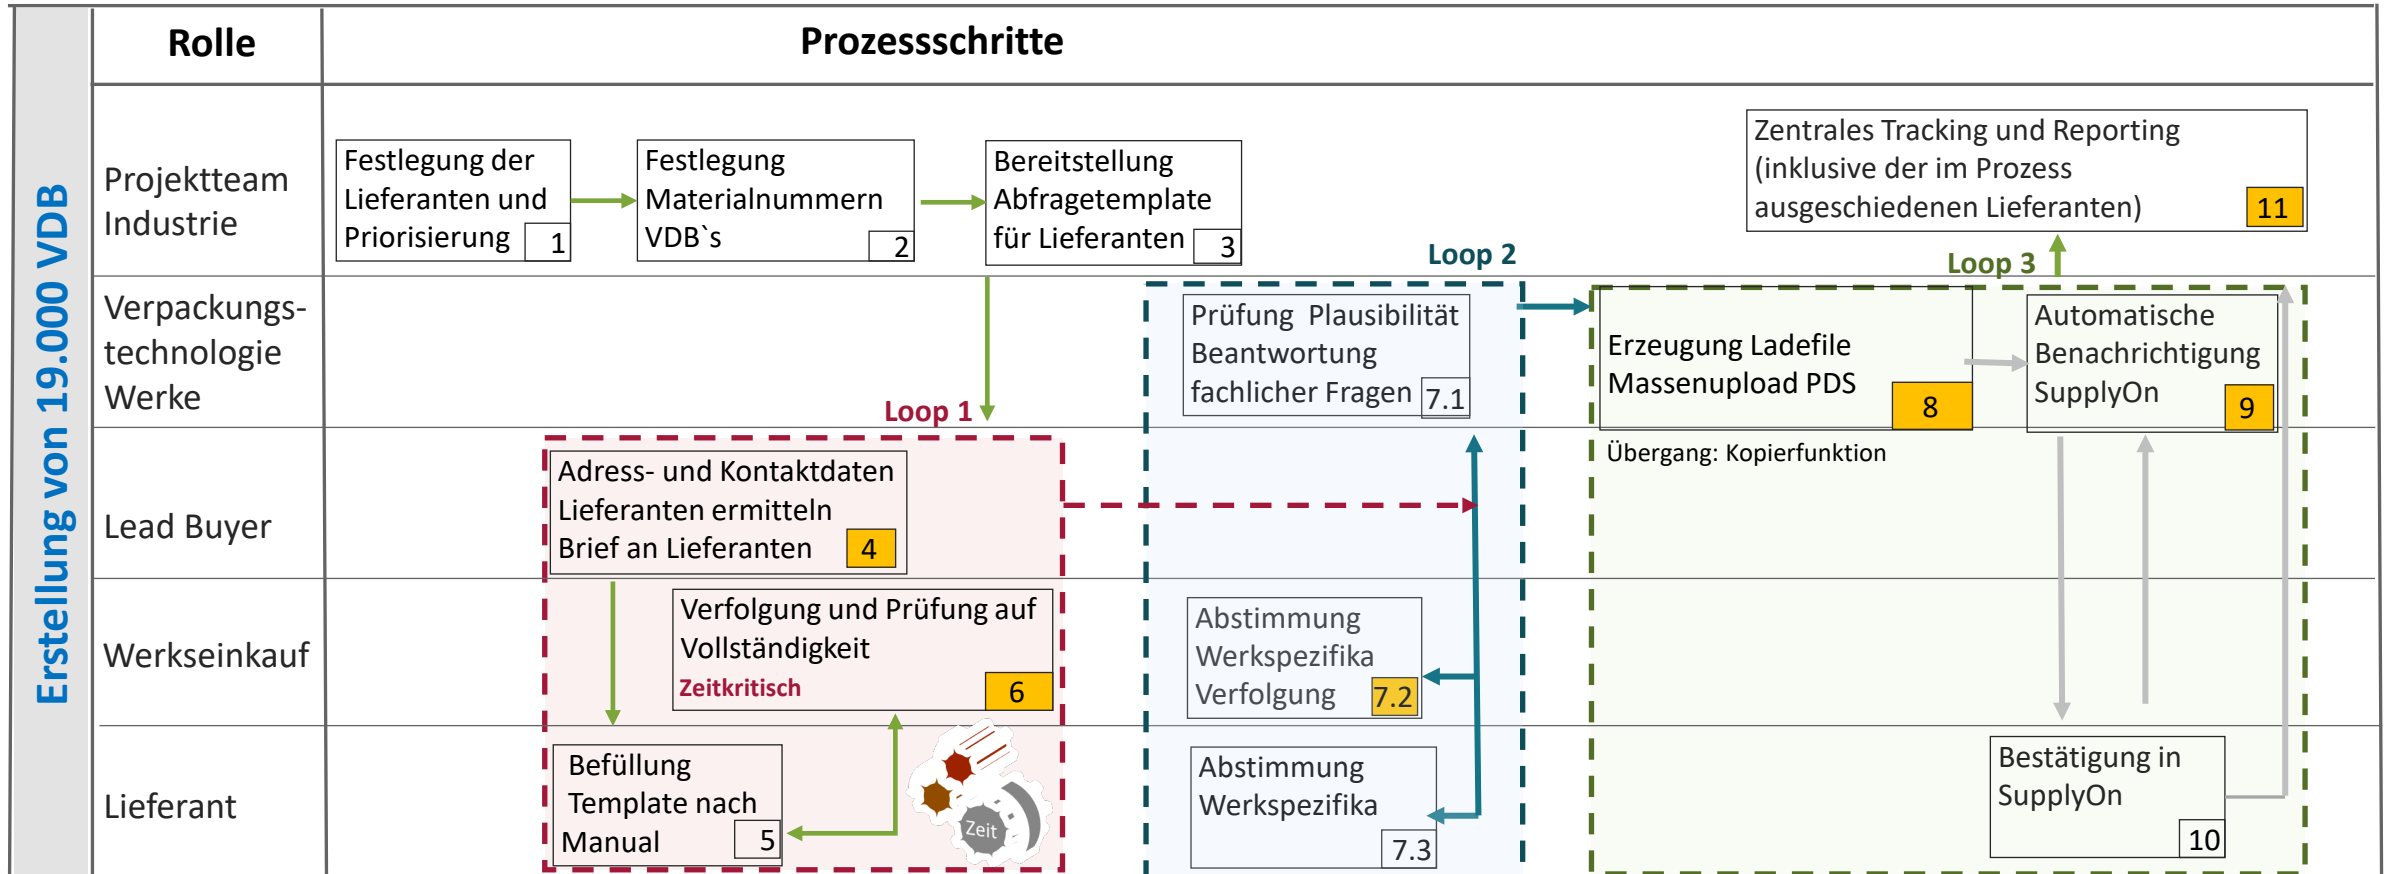 Erstellung von 19.000 VDB
Rolle
Prozessschritte
Projektteam
Industrie
Festlegung der
Lieferanten und
Priorisierung
1
Festlegung
Materialnummern
VDB`s
2
Bereitstellung
Abfragetemplate
für Lieferanten
3
Zentrales Tracking und Reporting
(inklusive der im Prozess
ausgeschiedenen Lieferanten)
11
Loop 2
Loop 3
Verpackungs-
technologie
Werke
Prüfung Plausibilität
Beantwortung
fachlicher Fragen
7.1
Erzeugung Ladefile
Massenupload PDS
8
Automatische
Benachrichtigung
SupplyOn
9
Loop 1
Übergang: Kopierfunktion
Lead Buyer
Adress- und Kontaktdaten
Lieferanten ermitteln
Brief an Lieferanten
4
Werkseinkauf
Verfolgung und Prüfung auf
Vollständigkeit
Zeitkritisch
6
Abstimmung
Werkspezifika
Verfolgung
7.2
Lieferant
Befüllung
Template nach
Manual
5
Zeit
Abstimmung
Werkspezifika
7.3
Bestätigung in
SupplyOn
10